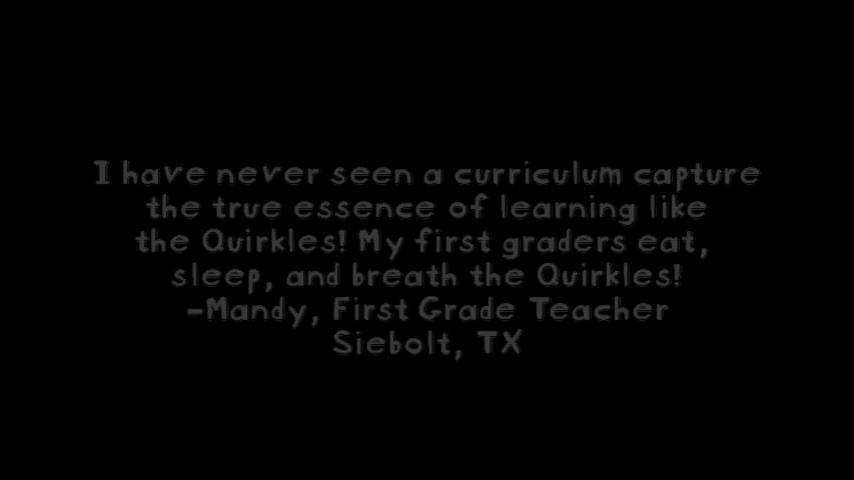 I have never seen a curriculum capture
the true essence of learning like
the Quirkles! My first graders eat,
sleep, and breath the Quirkles!
-Mandy, First Grade Teacher
Siebolt, TX